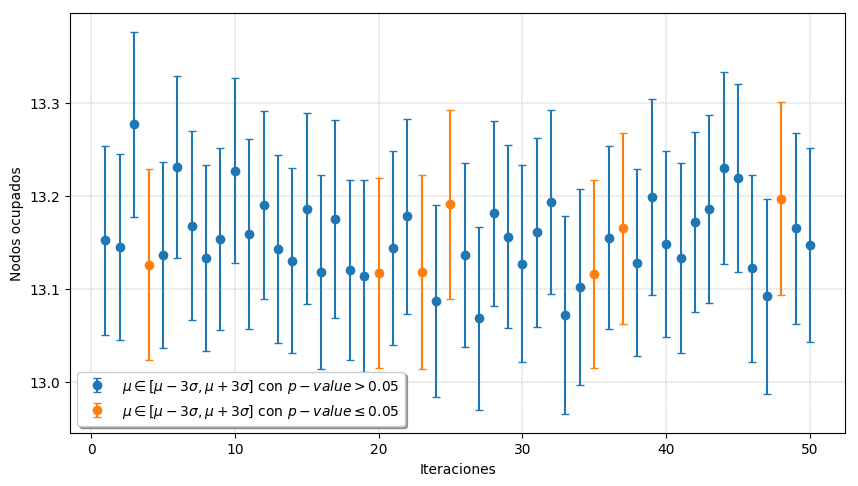 13.3
13.2
13.1
13.0
Nodos ocupados
μ ∈ [μ − 3σ, μ + 3σ] con p − value > 0.05
μ ∈ [μ − 3σ, μ + 3σ] con p − value ≤ 0.05
0 10 20 30 40 50
Iteraciones